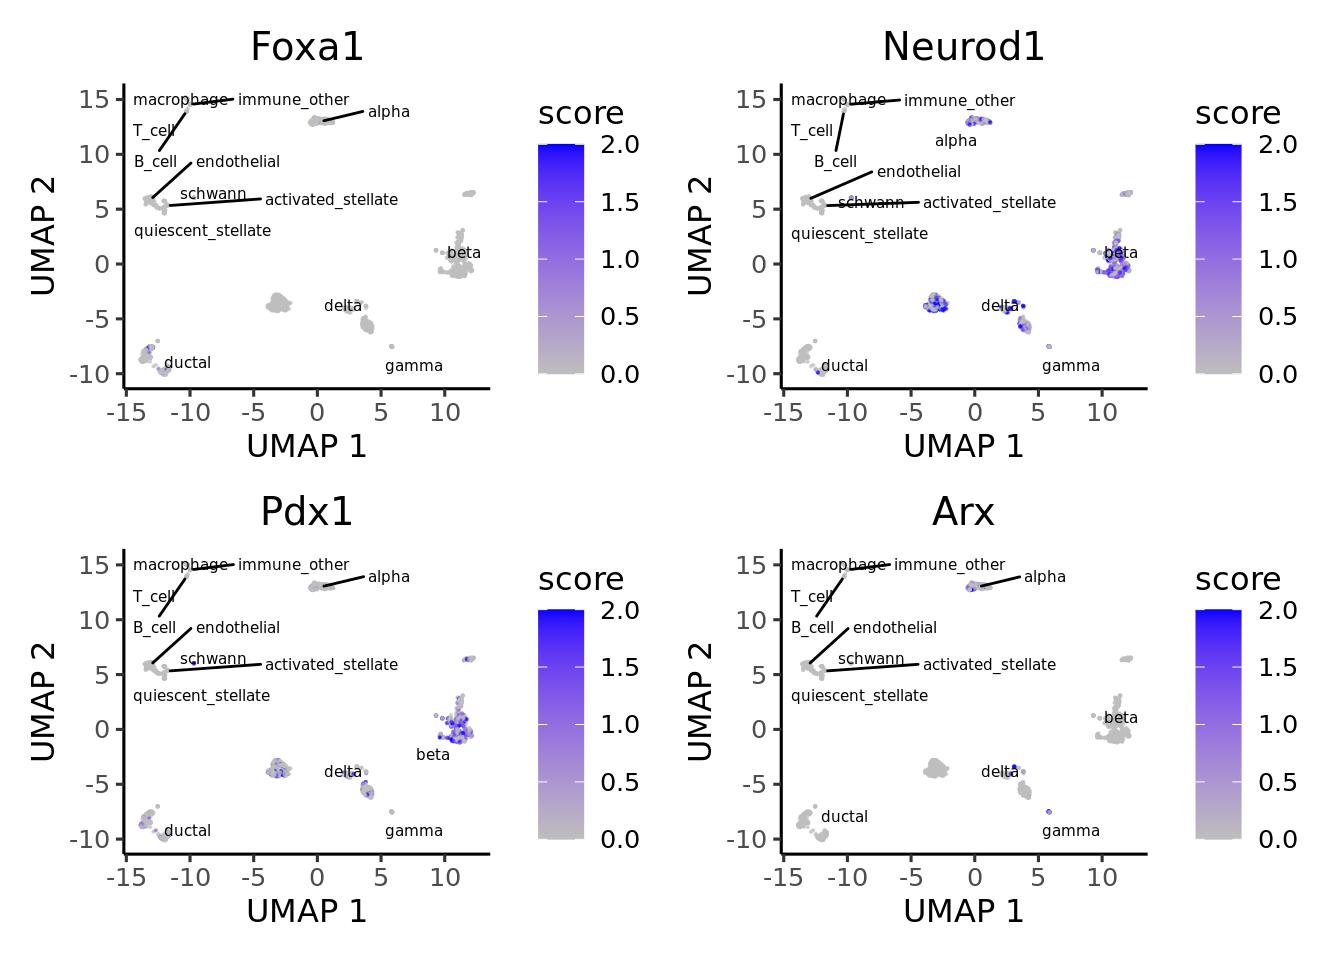 Foxa1
15
10
5
0
-5
-10
-15
-10
-5
0
5
10
UMAP 1
UMAP 2
macrophage
immune_other
alpha
T_cell
B_cell
endothelial
schwann
activated_stellate
quiescent_stellate
beta
delta
ductal
gamma
score
2.0
1.5
1.0
0.5
0.0
Neurod1
15
10
5
0
-5
-10
-15
-10
-5
0
5
10
UMAP 1
UMAP 2
macrophage
immune_other
T_cell
alpha
B_cell
endothelial
schwann
activated_stellate
quiescent_stellate
beta
delta
ductal
gamma
score
2.0
1.5
1.0
0.5
0.0
Pdx1
15
10
5
0
-5
-10
-15
-10
-5
0
5
10
UMAP 1
UMAP 2
macrophage
immune_other
alpha
T_cell
B_cell
endothelial
schwann
activated_stellate
quiescent_stellate
beta
delta
ductal
gamma
score
2.0
1.5
1.0
0.5
0.0
Arx
15
10
5
0
-5
-10
-15
-10
-5
0
5
10
UMAP 1
UMAP 2
macrophage
immune_other
alpha
T_cell
B_cell
endothelial
schwann
activated_stellate
quiescent_stellate
beta
delta
ductal
gamma
score
2.0
1.5
1.0
0.5
0.0